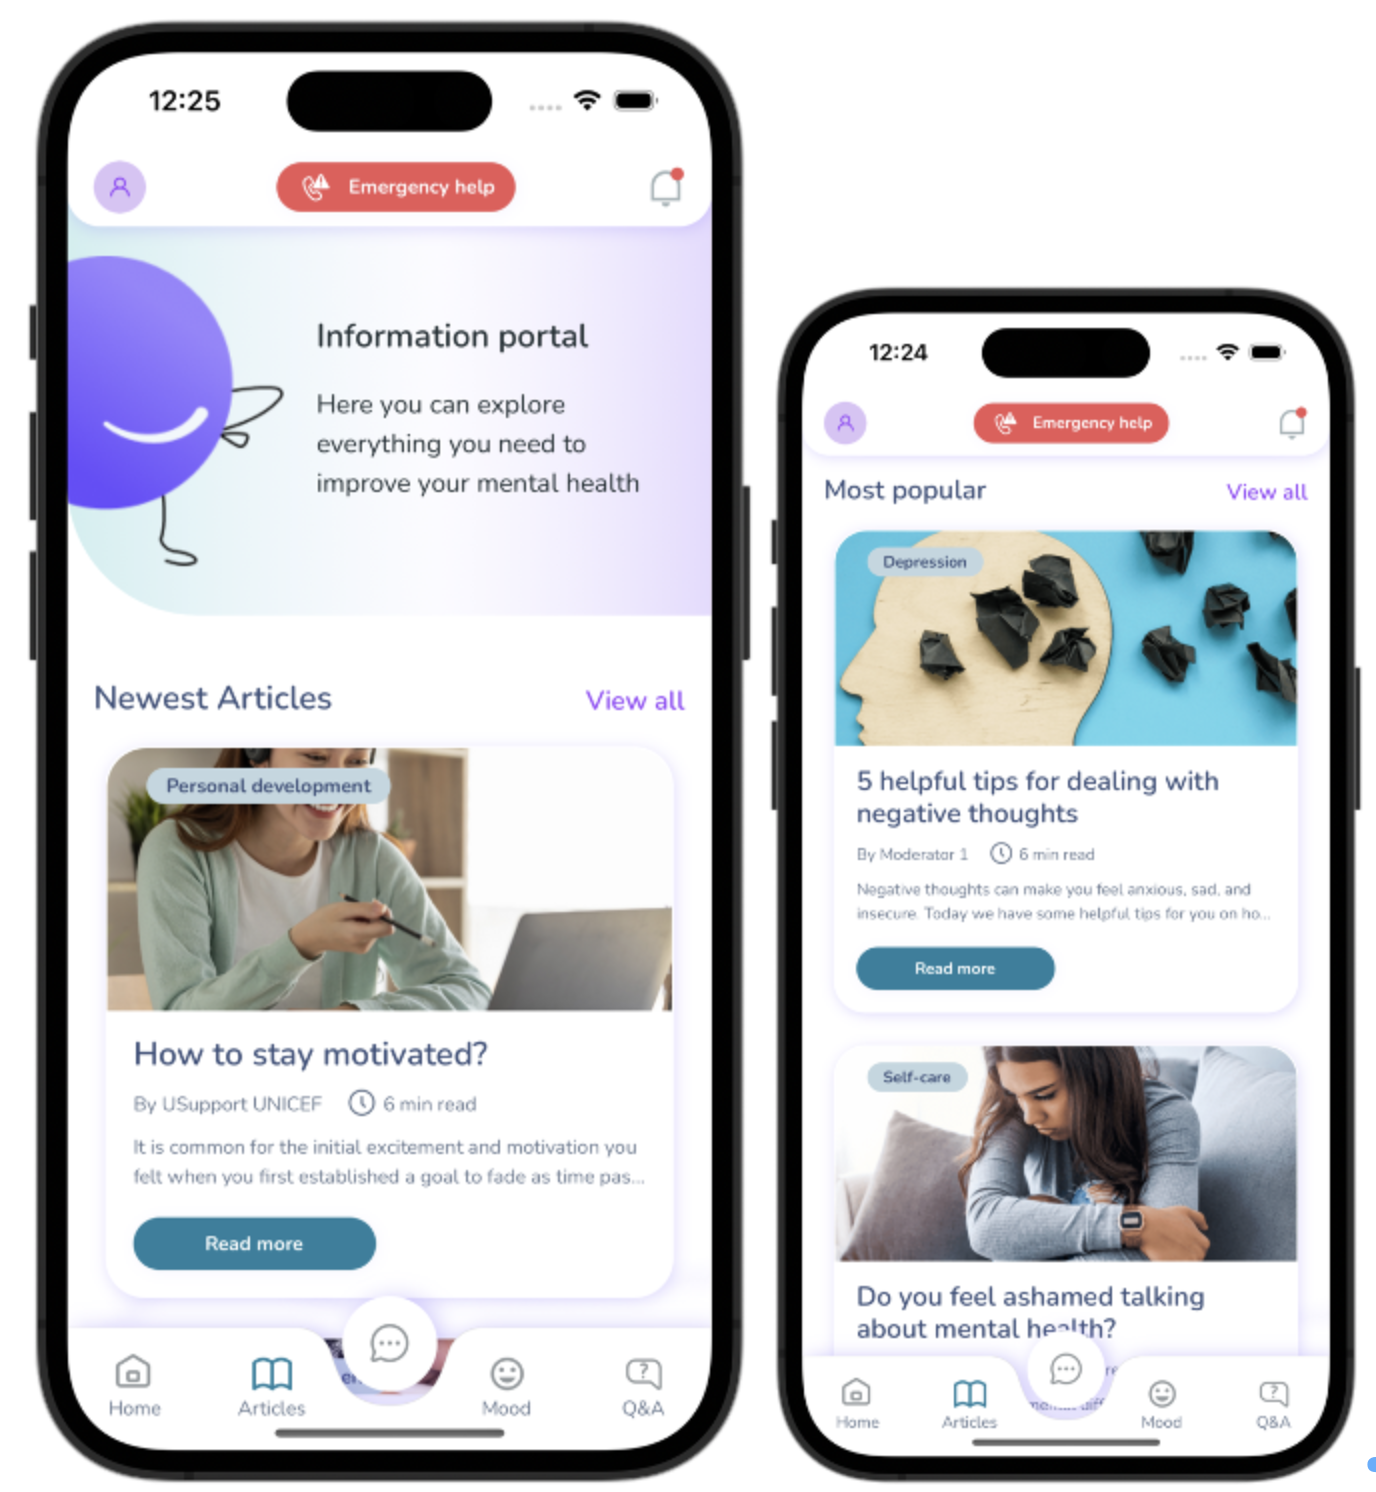 12:25
Emergency help
Information portal
Here you can explore
everything you need to
improve your mental health
Newest Articles
View all
Personal development
How to stay motivated?
By USupport UNICEF
6 min read
It is common for the initial excitement and motivation you
felt when you first established a goal to fade as time pas...
Read more
Home
Articles
Mood
Q&A
12:24
Emergency help
Most popular
View all
Depression
5 helpful tips for dealing with
negative thoughts
By Moderator 1
6 min read
Negative thoughts can make you feel anxious, sad, and
insecure. Today we have some helpful tips for you on ho...
Read more
Self-care
Do you feel ashamed talking
about mental health?
Home
Articles
Mood
Q&A